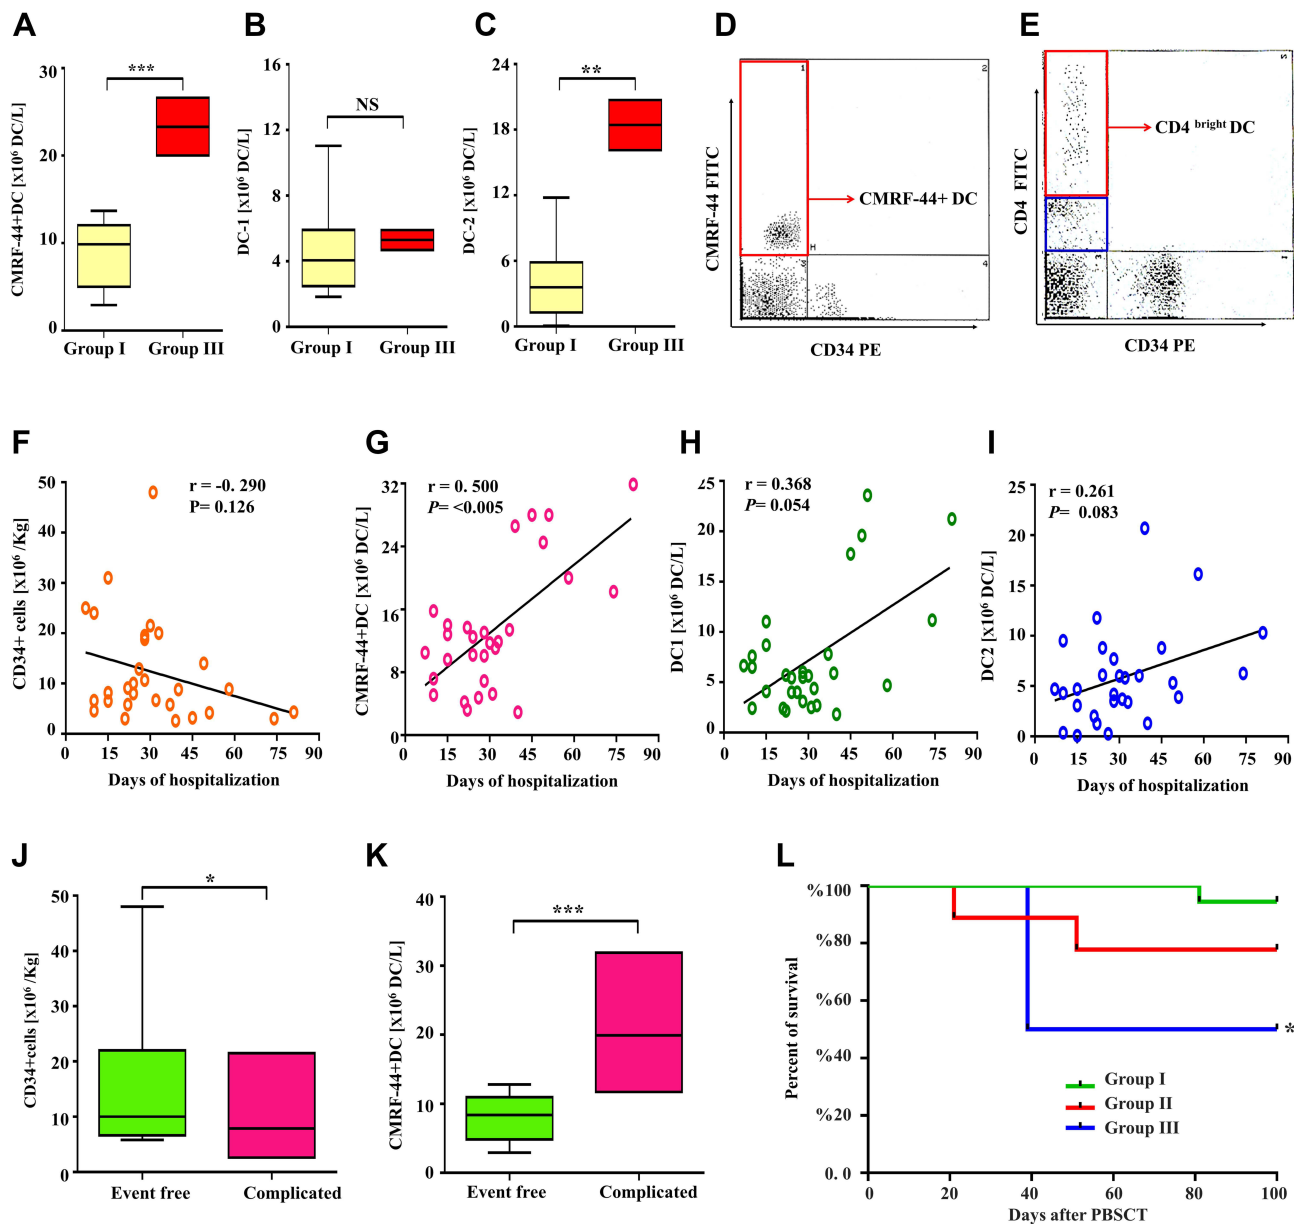 A
CMRF-44+DC [x10⁶ DC/L]
30
20
10
0
***
Group I
Group III
B
DC-1 [x10⁶ DC/L]
16
12
8
4
0
NS
Group I
Group III
C
DC-2 [x10⁶ DC/L]
24
18
12
6
0
**
Group I
Group III
D
CMRF-44 FITC
1
2
CMRF-44+ DC
H
3
4
CD34 PE
E
CD4 FITC
CD4 bright DC
3
CD34 PE
F
CD34+ cells [x10⁶ /Kg]
50
40
30
20
10
0
r = -0. 290
P= 0.126
0 15 30 45 60 75 90
Days of hospitalization
G
CMRF-44+DC [x10⁶ DC/L]
32
24
16
8
0
r = 0. 500
P= <0.005
0 15 30 45 60 75 90
Days of hospitalization
H
DC1 [x10⁶ DC/L]
25
20
15
10
5
0
r = 0.368
P= 0.054
0 15 30 45 60 75 90
Days of hospitalization
I
DC2 [x10⁶ DC/L]
25
20
15
10
5
0
r = 0.261
P= 0.083
0 15 30 45 60 75 90
Days of hospitalization
J
CD34+cells [x10⁶ /Kg]
50
40
30
20
10
0
*
Event free
Complicated
K
CMRF-44+DC [x10⁶ DC/L]
40
30
20
10
0
***
Event free
Complicated
L
Percent of survival
%100
%80
%60
%40
%20
0. 0
*
Group I
Group II
Group III
0 20 40 60 80 100
Days after PBSCT